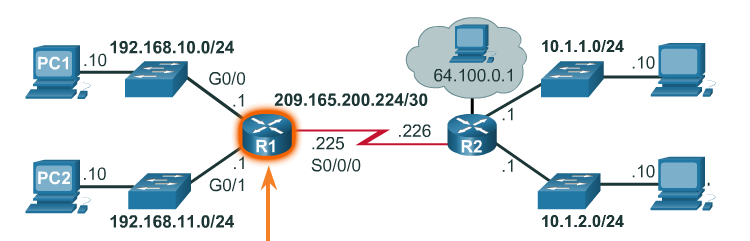 192.168.10.0/24
PC1
.10
G0/0
.1
209.165.200.224/30
R1
.225
S0/0/0
.226
64.100.0.1
R2
10.1.1.0/24
.10
.1
PC2
.10
.1
G0/1
192.168.11.0/24
.1
.10
10.1.2.0/24